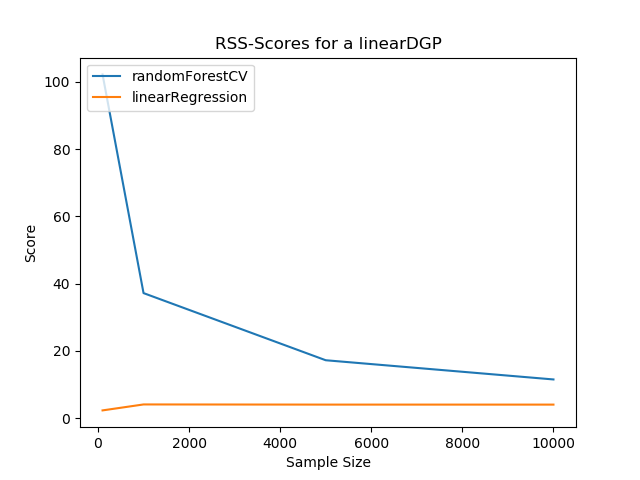 RSS-Scores for a linearDGP
randomForestCV
linearRegression
100
80
60
40
20
0
Score
0 2000 4000 6000 8000 10000
Sample Size